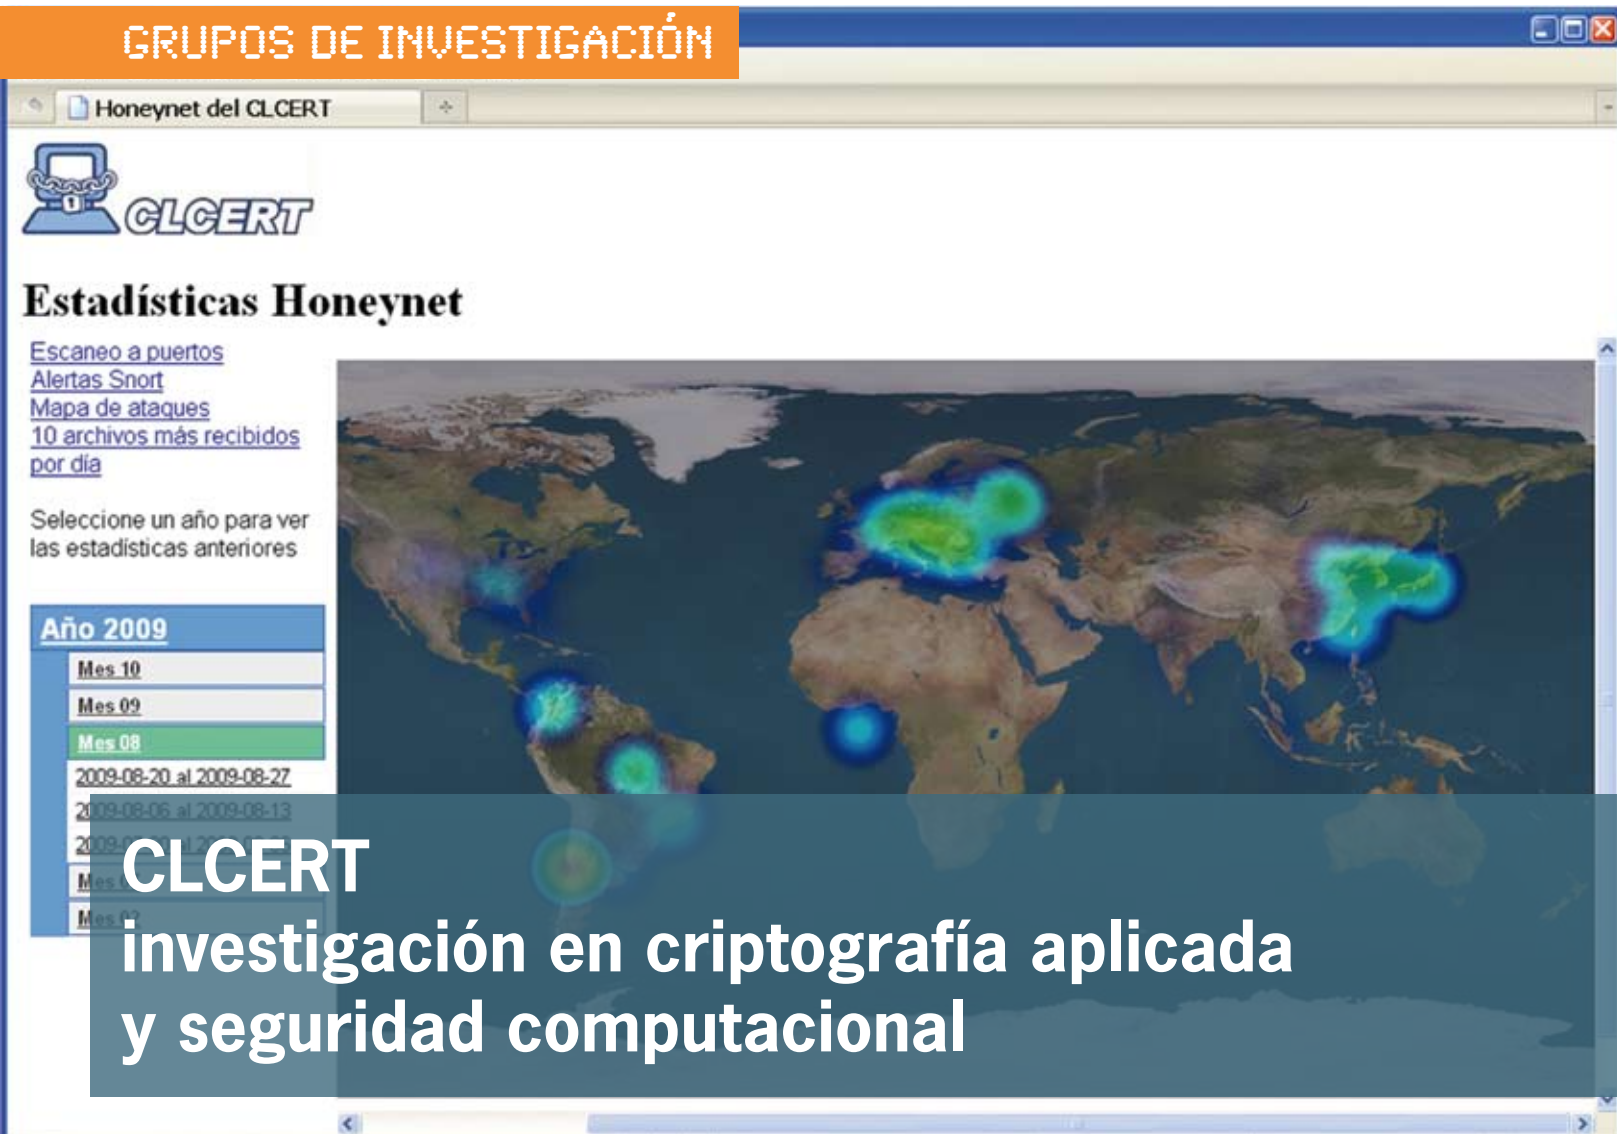 GRUPOS DE INVESTIGACIÓN
Honeynet del CLCERT
CLCERT
Estadísticas Honeynet
Escaneo a puertos
Alertas Snort
Mapa de ataques
10 archivos más recibidos
por día
Seleccione un año para ver
las estadísticas anteriores
Año 2009
Mes 10
Mes 09
Mes 08
2009-08-20 al 2009-08-27
2009-08-06 al 2009-08-13
CLCERT
investigación en criptografía aplicada
y seguridad computacional